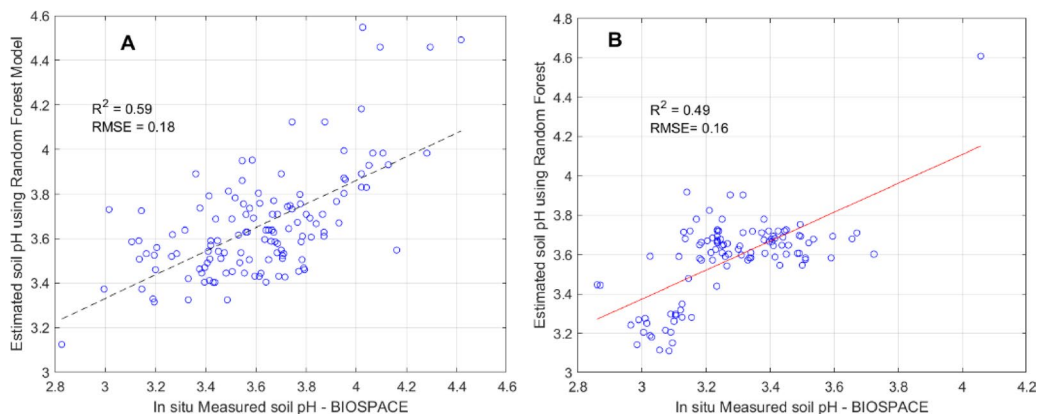 A
R2 = 0.59
RMSE = 0.18
Estimated soil pH using Random Forest Model
4.6
4.4
4.2
4
3.8
3.6
3.4
3.2
3
2.8 3 3.2 3.4 3.6 3.8 4 4.2 4.4 4.6
In situ Measured soil pH - BIOSPACE
B
R2 = 0.49
RMSE= 0.16
Estimated soil pH using Random Forest
4.8
4.6
4.4
4.2
4
3.8
3.6
3.4
3.2
3
2.8 3 3.2 3.4 3.6 3.8 4 4.2
In situ Measured soil pH - BIOSPACE